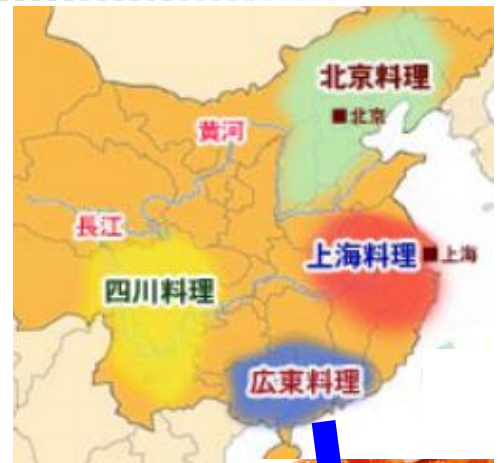 北京料理
■北京
黄河
長江
上海料理
■上海
四川料理
広東料理